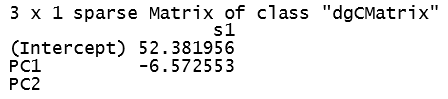 3 x 1 sparse Matrix of class "dgCMatrix"
s1
(Intercept) 52.381956
PC1 -6.572553
PC2